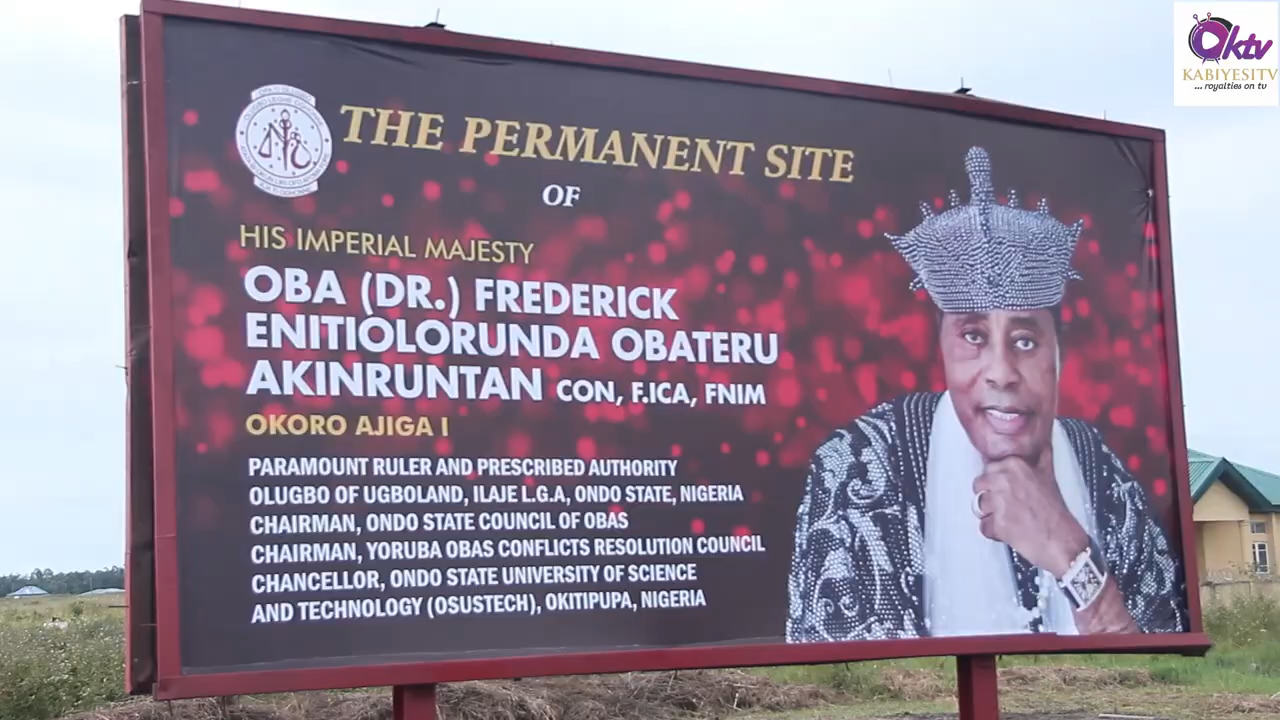 Oktv
KABIYESITV
... royalties on tv
THE PERMANENT SITE
OF
HIS IMPERIAL MAJESTY
OBA (DR.) FREDERICK
ENITIOLORUNDA OBATERU
AKINRUNTAN CON, F.ICA, FNIM
OKORO AJIGA I
PARAMOUNT RULER AND PRESCRIBED AUTHORITY
OLUGBO OF UGBOLAND, ILAJE L.G.A, ONDO STATE, NIGERIA
CHAIRMAN, ONDO STATE COUNCIL OF OBAS
CHAIRMAN, YORUBA OBAS CONFLICTS RESOLUTION COUNCIL
CHANCELLOR, ONDO STATE UNIVERSITY OF SCIENCE
AND TECHNOLOGY (OSUSTECH), OKITIPUPA, NIGERIA